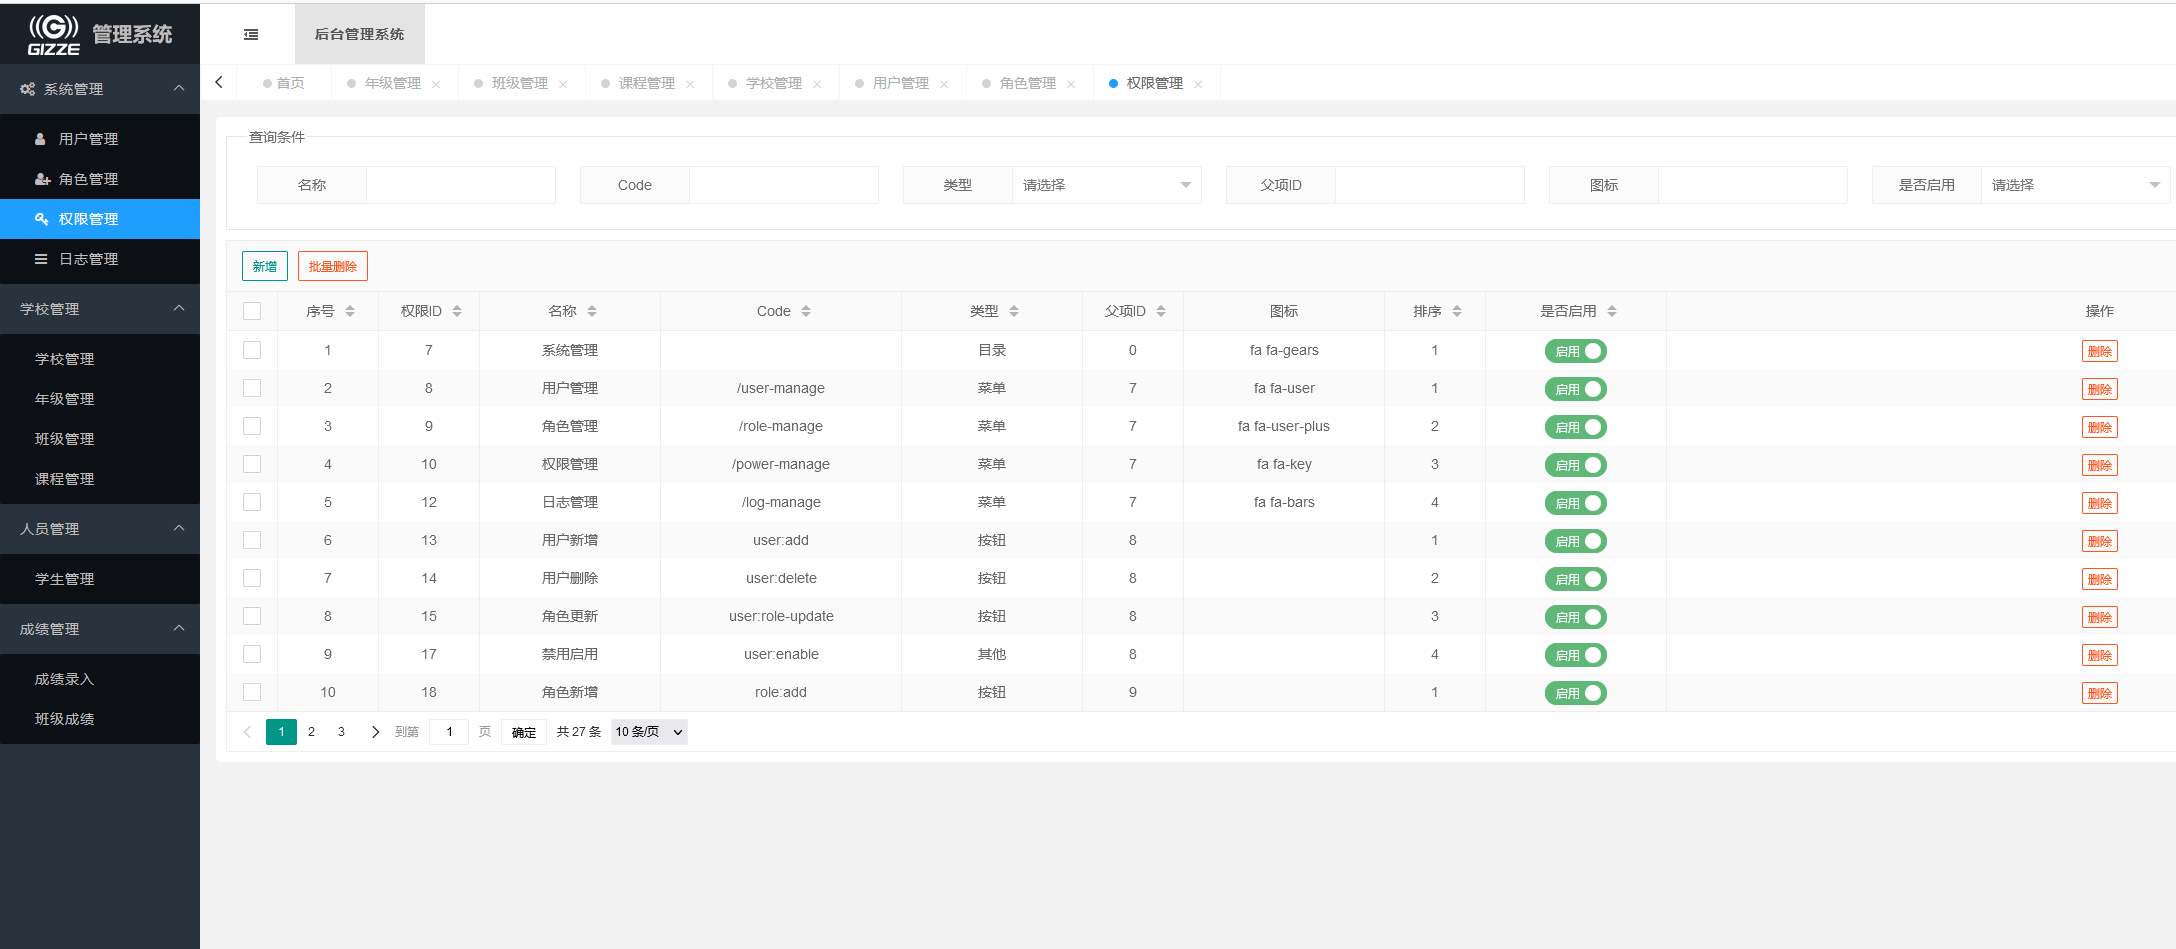 GIZZE 管理系统
后台管理系统
系统管理
用户管理
角色管理
权限管理
日志管理
学校管理
学校管理
年级管理
班级管理
课程管理
人员管理
学生管理
成绩管理
成绩录入
班级成绩
首页 年级管理 班级管理 课程管理 学校管理 用户管理 角色管理 权限管理
查询条件
名称 Code 类型 请选择 父项ID 图标 是否启用 请选择
新增 批量删除
序号 权限ID 名称 Code 类型 父项ID 图标 排序 是否启用 操作
1 7 系统管理 目录 0 fa fa-gears 1 启用 删除
2 8 用户管理 /user-manage 菜单 7 fa fa-user 1 启用 删除
3 9 角色管理 /role-manage 菜单 7 fa fa-user-plus 2 启用 删除
4 10 权限管理 /power-manage 菜单 7 fa fa-key 3 启用 删除
5 12 日志管理 /log-manage 菜单 7 fa fa-bars 4 启用 删除
6 13 用户新增 user:add 按钮 8 1 启用 删除
7 14 用户删除 user:delete 按钮 8 2 启用 删除
8 15 角色更新 user:role-update 按钮 8 3 启用 删除
9 17 禁用启用 user:enable 其他 8 4 启用 删除
10 18 角色新增 role:add 按钮 9 1 启用 删除
1 2 3 到第 1 页 确定 共 27 条 10 条/页